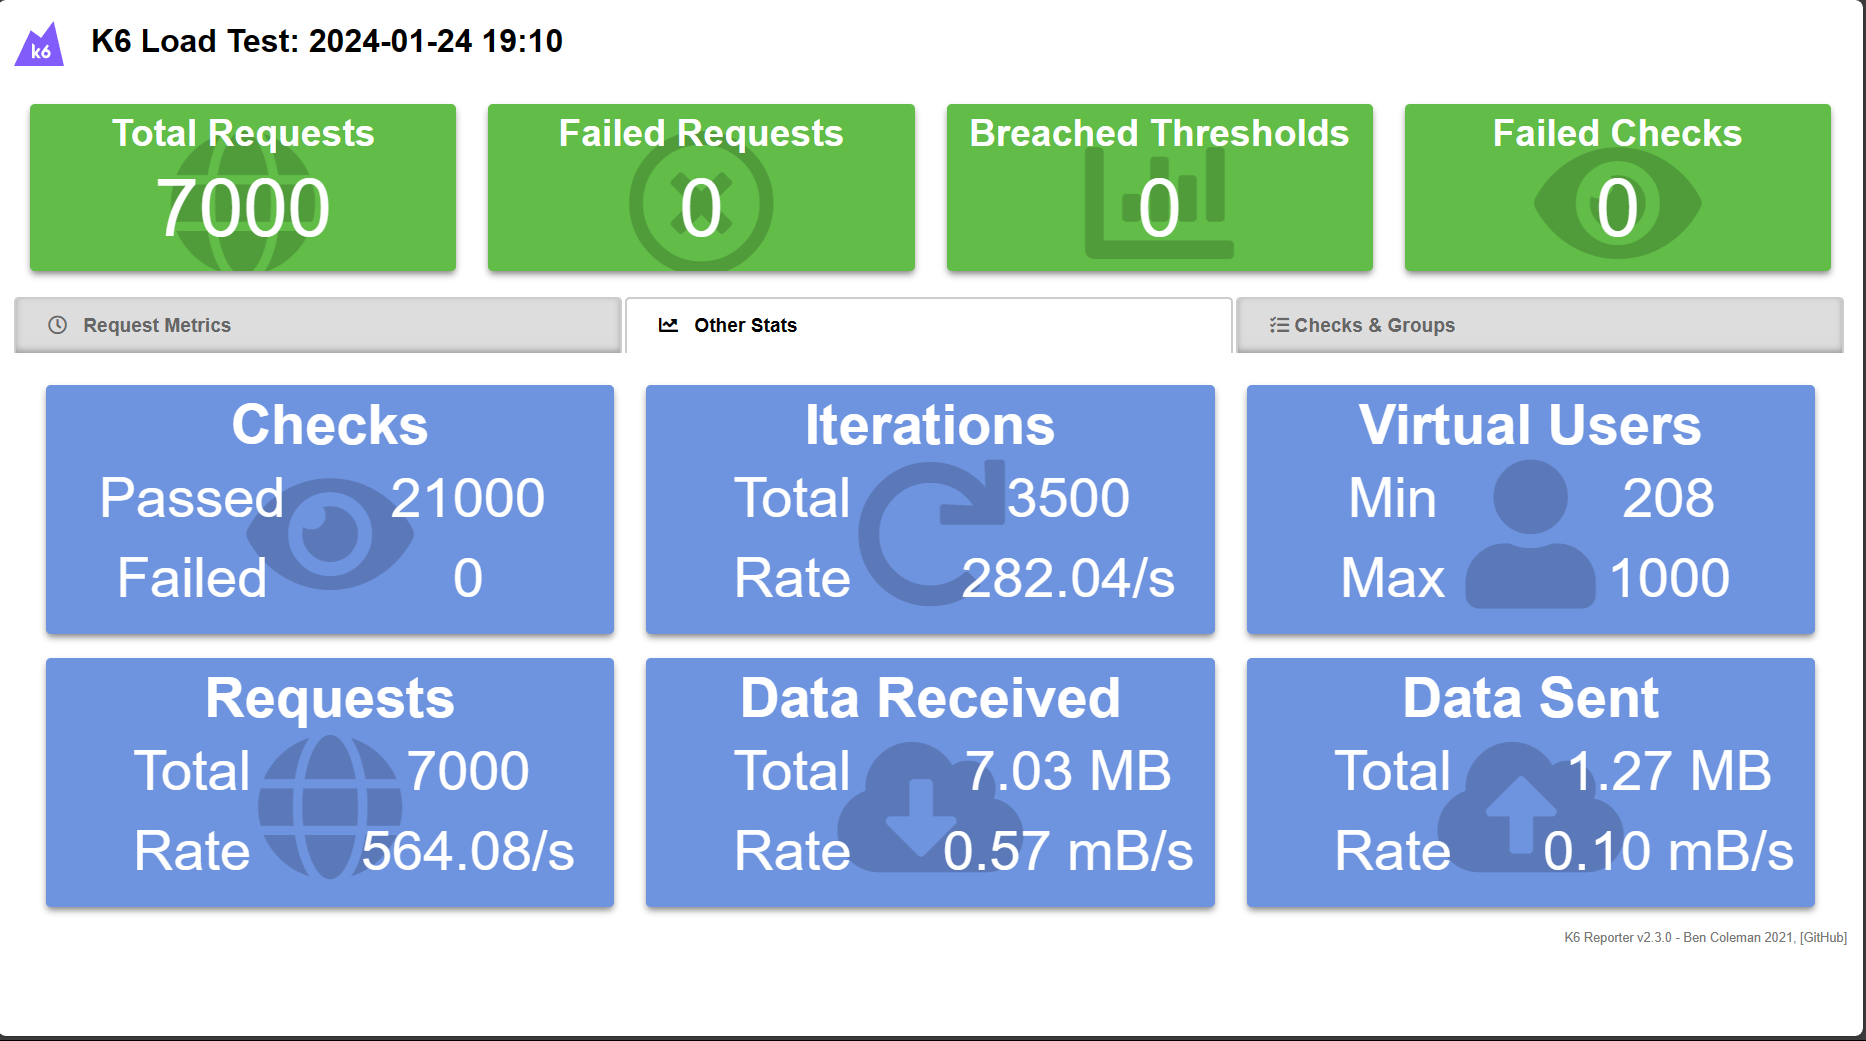 k6
K6 Load Test: 2024-01-24 19:10
Total Requests
7000
Failed Requests
0
Breached Thresholds
0
Failed Checks
0
Request Metrics
Other Stats
Checks & Groups
Checks
Passed 21000
Failed 0
Iterations
Total 3500
Rate 282.04/s
Virtual Users
Min 208
Max 1000
Requests
Total 7000
Rate 564.08/s
Data Received
Total 7.03 MB
Rate 0.57 mB/s
Data Sent
Total 1.27 MB
Rate 0.10 mB/s
K6 Reporter v2.3.0 - Ben Coleman 2021, [GitHub]